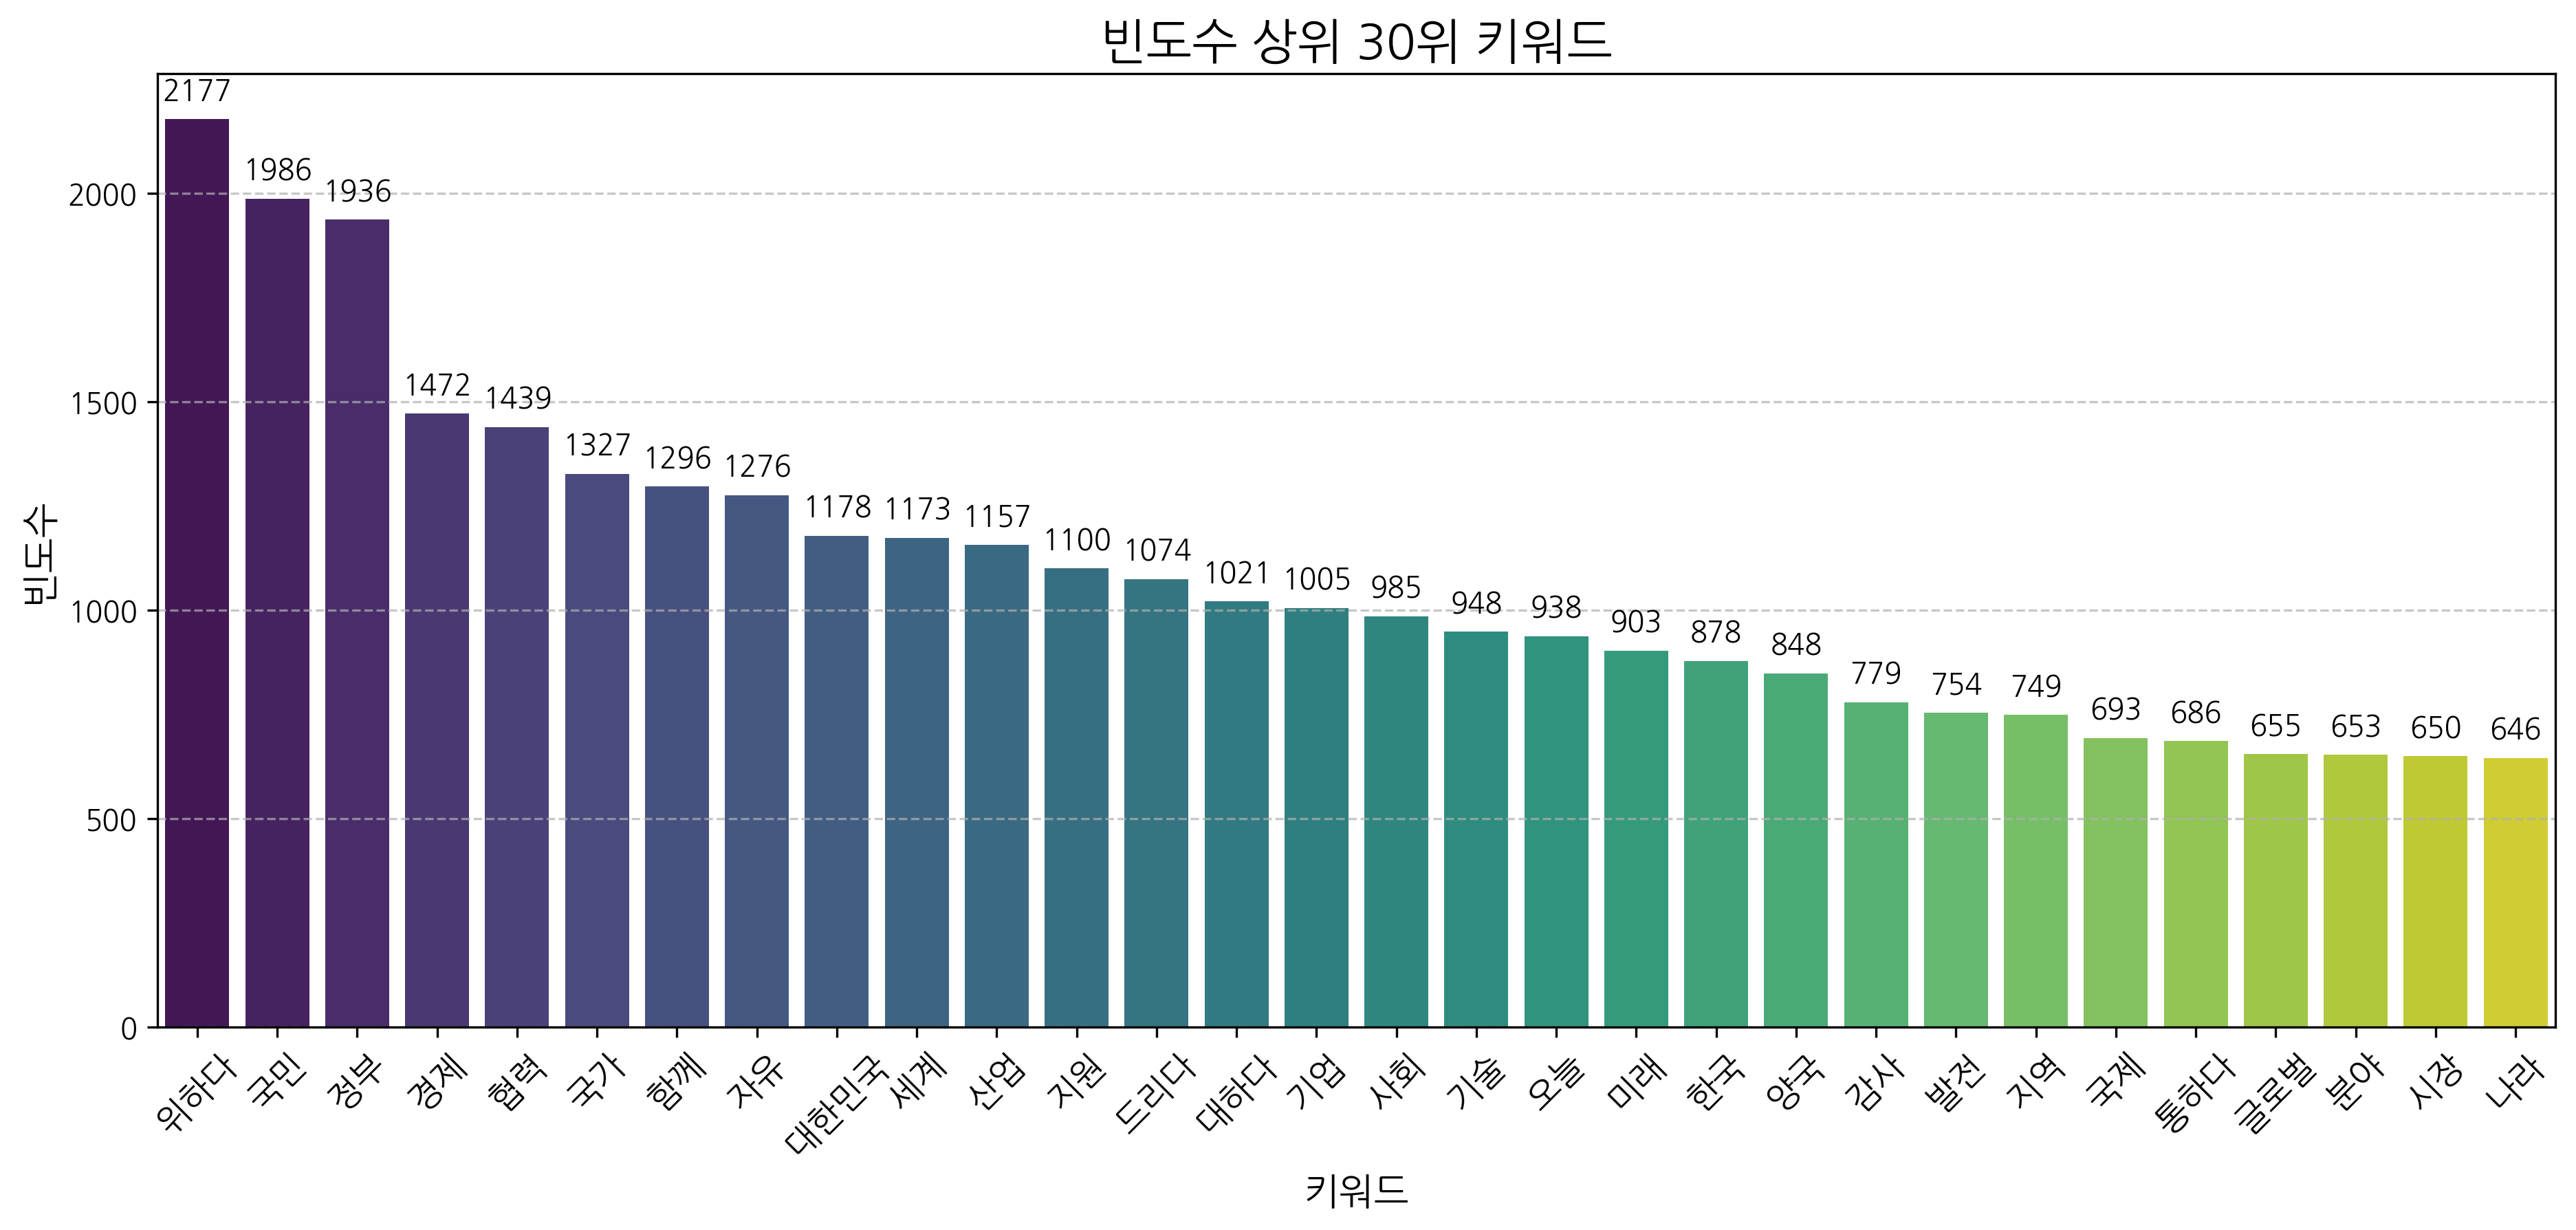 빈도수 상위 30위 키워드
빈도수
2000
1500
1000
500
0
2177
1986
1936
1472
1439
1327
1296
1276
1178
1173
1157
1100
1074
1021
1005
985
948
938
903
878
848
779
754
749
693
686
655
653
650
646
위하다
국민
정부
경제
협력
국가
함께
자유
대한민국
세계
산업
지원
드리다
대하다
기업
사회
기술
오늘
미래
한국
양국
감사
발전
지역
국제
통하다
글로벌
분야
시장
나라
키워드